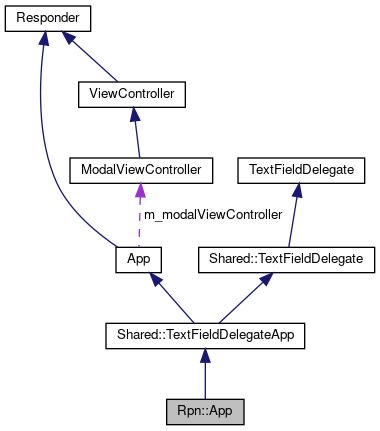 Responder
ViewController
ModalViewController
TextFieldDelegate
m_modalViewController
App
Shared::TextFieldDelegate
Shared::TextFieldDelegateApp
Rpn::App